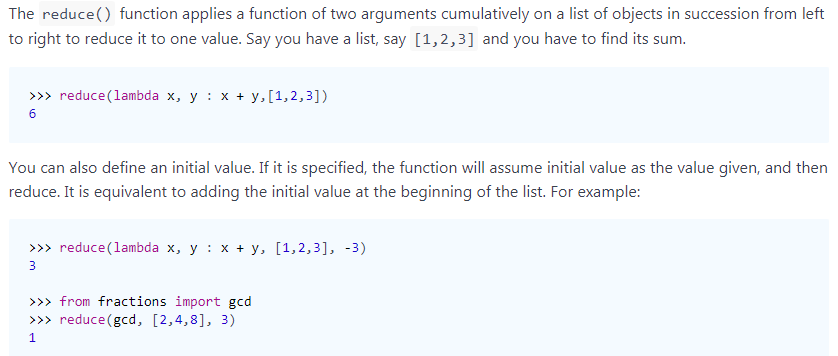 The reduce() function applies a function of two arguments cumulatively on a list of objects in succession from left
to right to reduce it to one value. Say you have a list, say [1,2,3] and you have to find its sum.
>>> reduce(lambda x, y : x + y,[1,2,3])
6
You can also define an initial value. If it is specified, the function will assume initial value as the value given, and then
reduce. It is equivalent to adding the initial value at the beginning of the list. For example:
>>> reduce(lambda x, y : x + y, [1,2,3], -3)
3
>>> from fractions import gcd
>>> reduce(gcd, [2,4,8], 3)
1